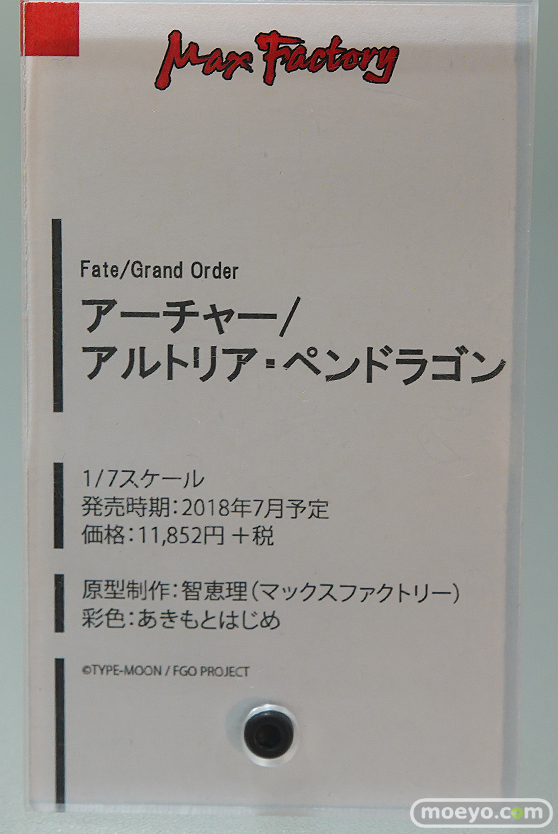 Max Factory
Fate/Grand Order
アーチャー/
アルトリア・ペンドラゴン
1/7スケール
発売時期：2018年7月予定
価格：11,852円＋税
原型制作：智恵理（マックスファクトリー）
彩色：あきもとはじめ
©TYPE-MOON / FGO PROJECT
moeyo.com